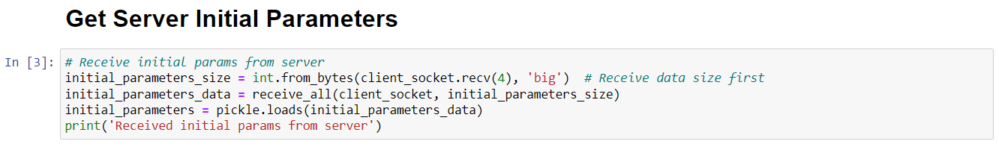 Get Server Initial Parameters
In [3]: # Receive initial params from server
initial_parameters_size = int.from_bytes(client_socket.recv(4), 'big')  # Receive data size first
initial_parameters_data = receive_all(client_socket, initial_parameters_size)
initial_parameters = pickle.loads(initial_parameters_data)
print('Received initial params from server')